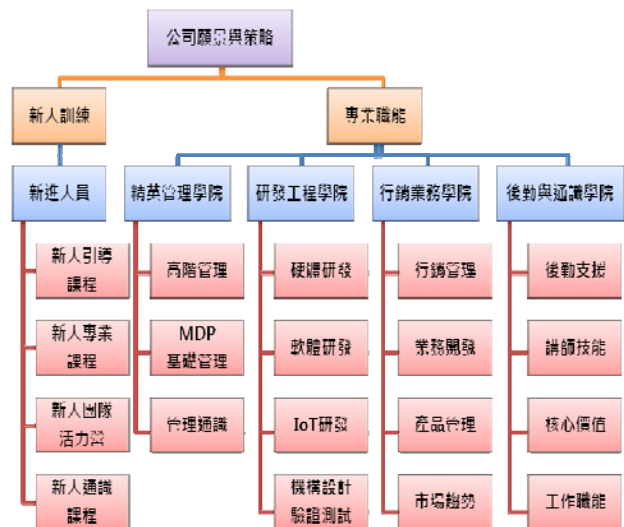 公司願景與策略
新人訓練
專業職能
新進人員
精英管理學院
研發工程學院
行銷業務學院
後勤與通識學院
新人引導
課程
新人專業
課程
新人團隊
活力營
新人通識
課程
高階管理
MDP
基礎管理
管理通識
硬體研發
軟體研發
IoT研發
機構設計
驗證測試
行銷管理
業務開發
產品管理
市場趨勢
後勤支援
講師技能
核心價值
工作職能